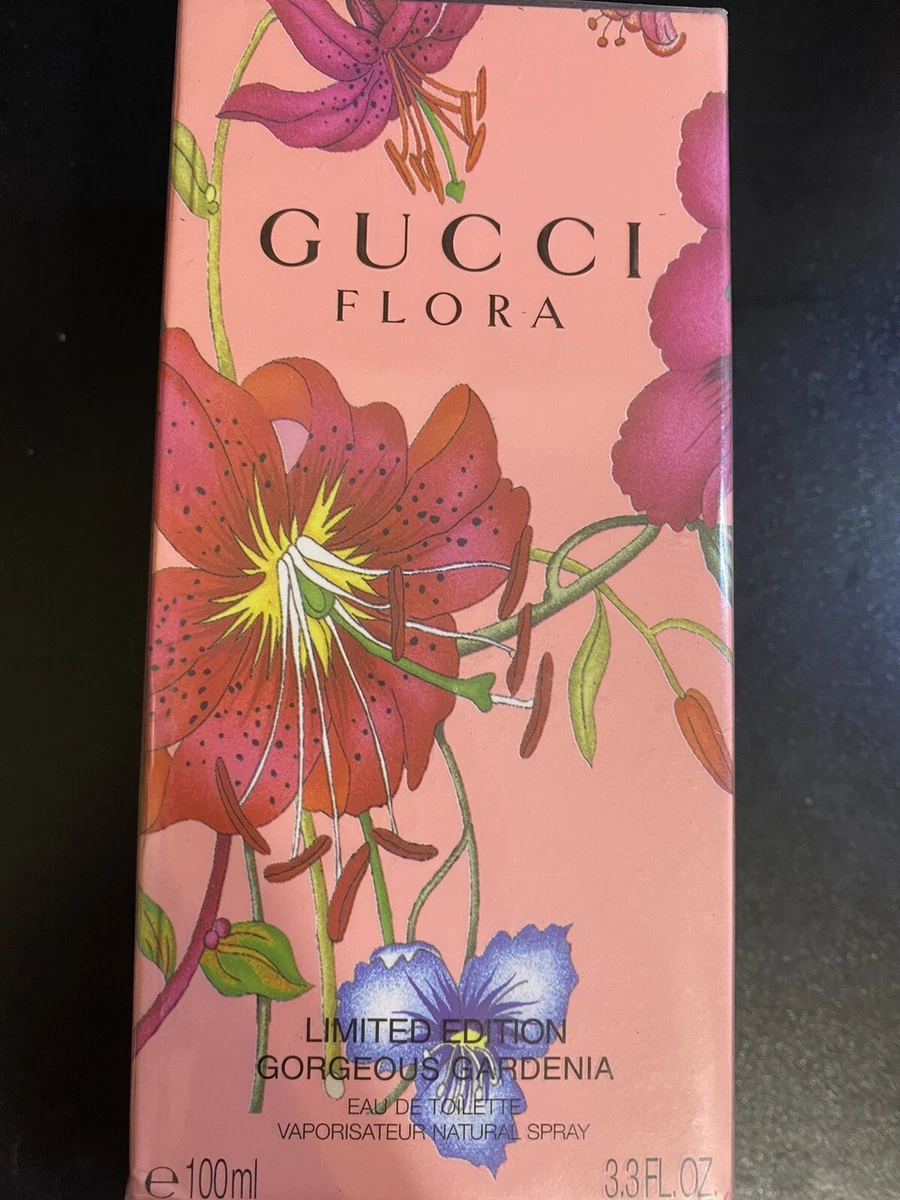 GUCCI
FLORA
LIMITED EDITION
GORGEOUS GARDENIA
EAU DE TOILETTE
VAPORISATEUR NATURAL SPRAY
℮ 100ml 3.3 FL.OZ.